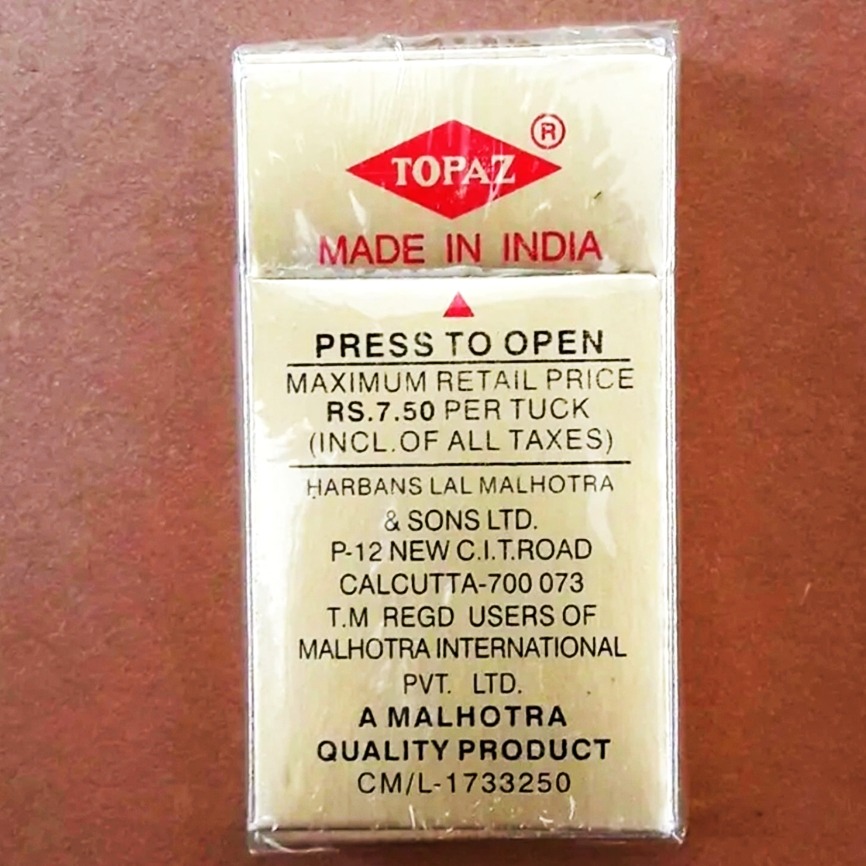 TOPAZ ®
MADE IN INDIA
PRESS TO OPEN
MAXIMUM RETAIL PRICE
RS.7.50 PER TUCK
(INCL.OF ALL TAXES)
HARBANS LAL MALHOTRA
& SONS LTD.
P-12 NEW C.I.T.ROAD
CALCUTTA-700 073
T.M REGD USERS OF
MALHOTRA INTERNATIONAL
PVT. LTD.
A MALHOTRA
QUALITY PRODUCT
CM/L-1733250